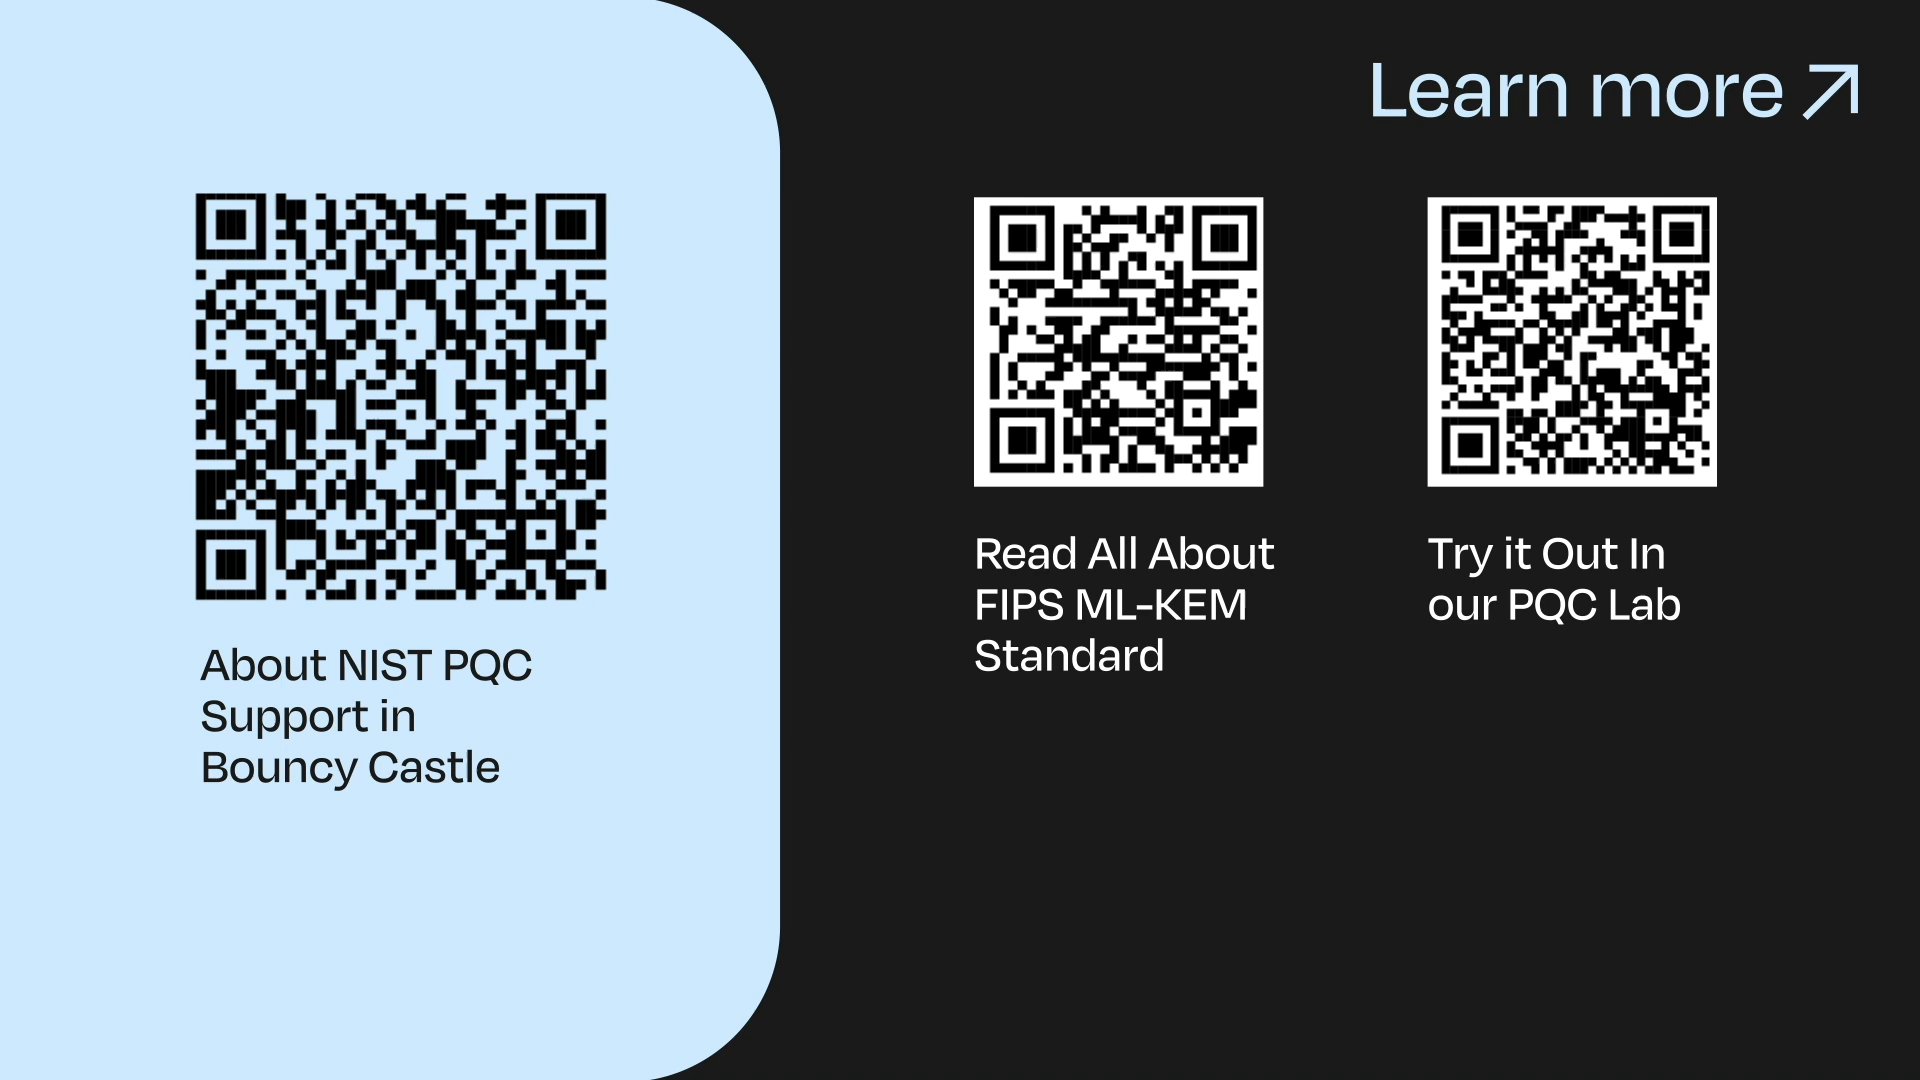 Learn more
About NIST PQC
Support in
Bouncy Castle
Read All About
FIPS ML-KEM
Standard
Try it Out In
our PQC Lab